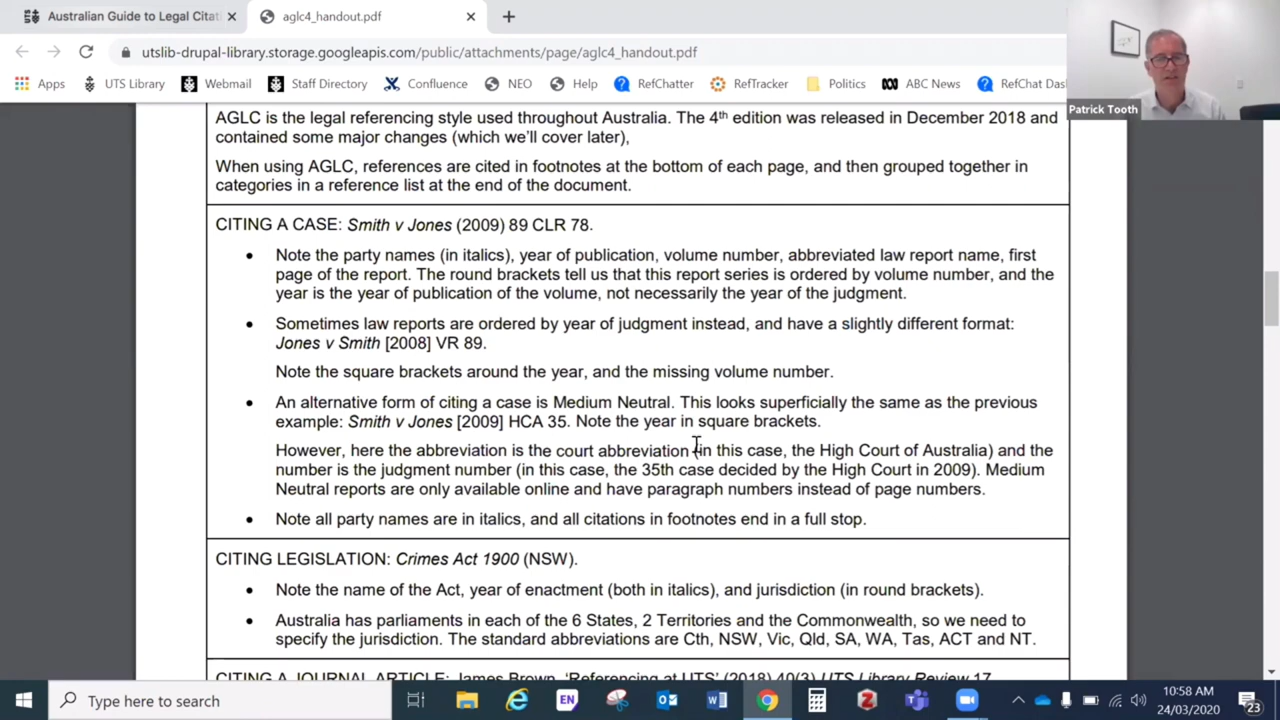 Australian Guide to Legal Citati
aglc4_handout.pdf
utslib-drupal-library.storage.googleapis.com/public/attachments/page/aglc4_handout.pdf
Apps UTS Library Webmail Staff Directory Confluence NEO Help RefChatter RefTracker Politics ABC News RefChat Das
Patrick Tooth
AGLC is the legal referencing style used throughout Australia. The 4th edition was released in December 2018 and
contained some major changes (which we'll cover later),
When using AGLC, references are cited in footnotes at the bottom of each page, and then grouped together in
categories in a reference list at the end of the document.
CITING A CASE: Smith v Jones (2009) 89 CLR 78.
• Note the party names (in italics), year of publication, volume number, abbreviated law report name, first
page of the report. The round brackets tell us that this report series is ordered by volume number, and the
year is the year of publication of the volume, not necessarily the year of the judgment.
• Sometimes law reports are ordered by year of judgment instead, and have a slightly different format:
Jones v Smith [2008] VR 89.
Note the square brackets around the year, and the missing volume number.
• An alternative form of citing a case is Medium Neutral. This looks superficially the same as the previous
example: Smith v Jones [2009] HCA 35. Note the year in square brackets.
However, here the abbreviation is the court abbreviation (in this case, the High Court of Australia) and the
number is the judgment number (in this case, the 35th case decided by the High Court in 2009). Medium
Neutral reports are only available online and have paragraph numbers instead of page numbers.
• Note all party names are in italics, and all citations in footnotes end in a full stop.
CITING LEGISLATION: Crimes Act 1900 (NSW).
• Note the name of the Act, year of enactment (both in italics), and jurisdiction (in round brackets).
• Australia has parliaments in each of the 6 States, 2 Territories and the Commonwealth, so we need to
specify the jurisdiction. The standard abbreviations are Cth, NSW, Vic, Qld, SA, WA, Tas, ACT and NT.
CITING A JOURNAL ARTICLE: James Brown, 'Referencing at UTS' (2018) 40(3) UTS Library Review 17
Type here to search
EN
10:58 AM
24/03/2020
23